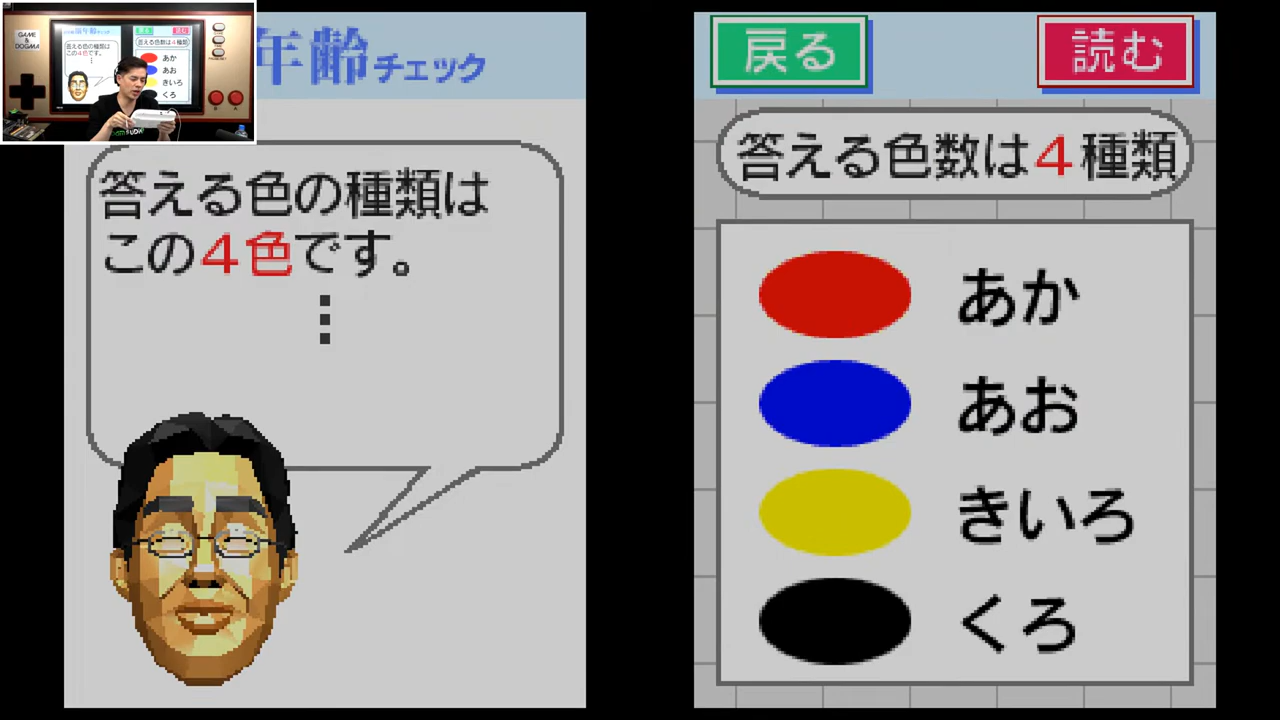 GAME
& DOGMA
年齢チェック
答える色の種類は
この４色です。
戻る
読む
答える色数は４種類
あか
あお
きいろ
くろ